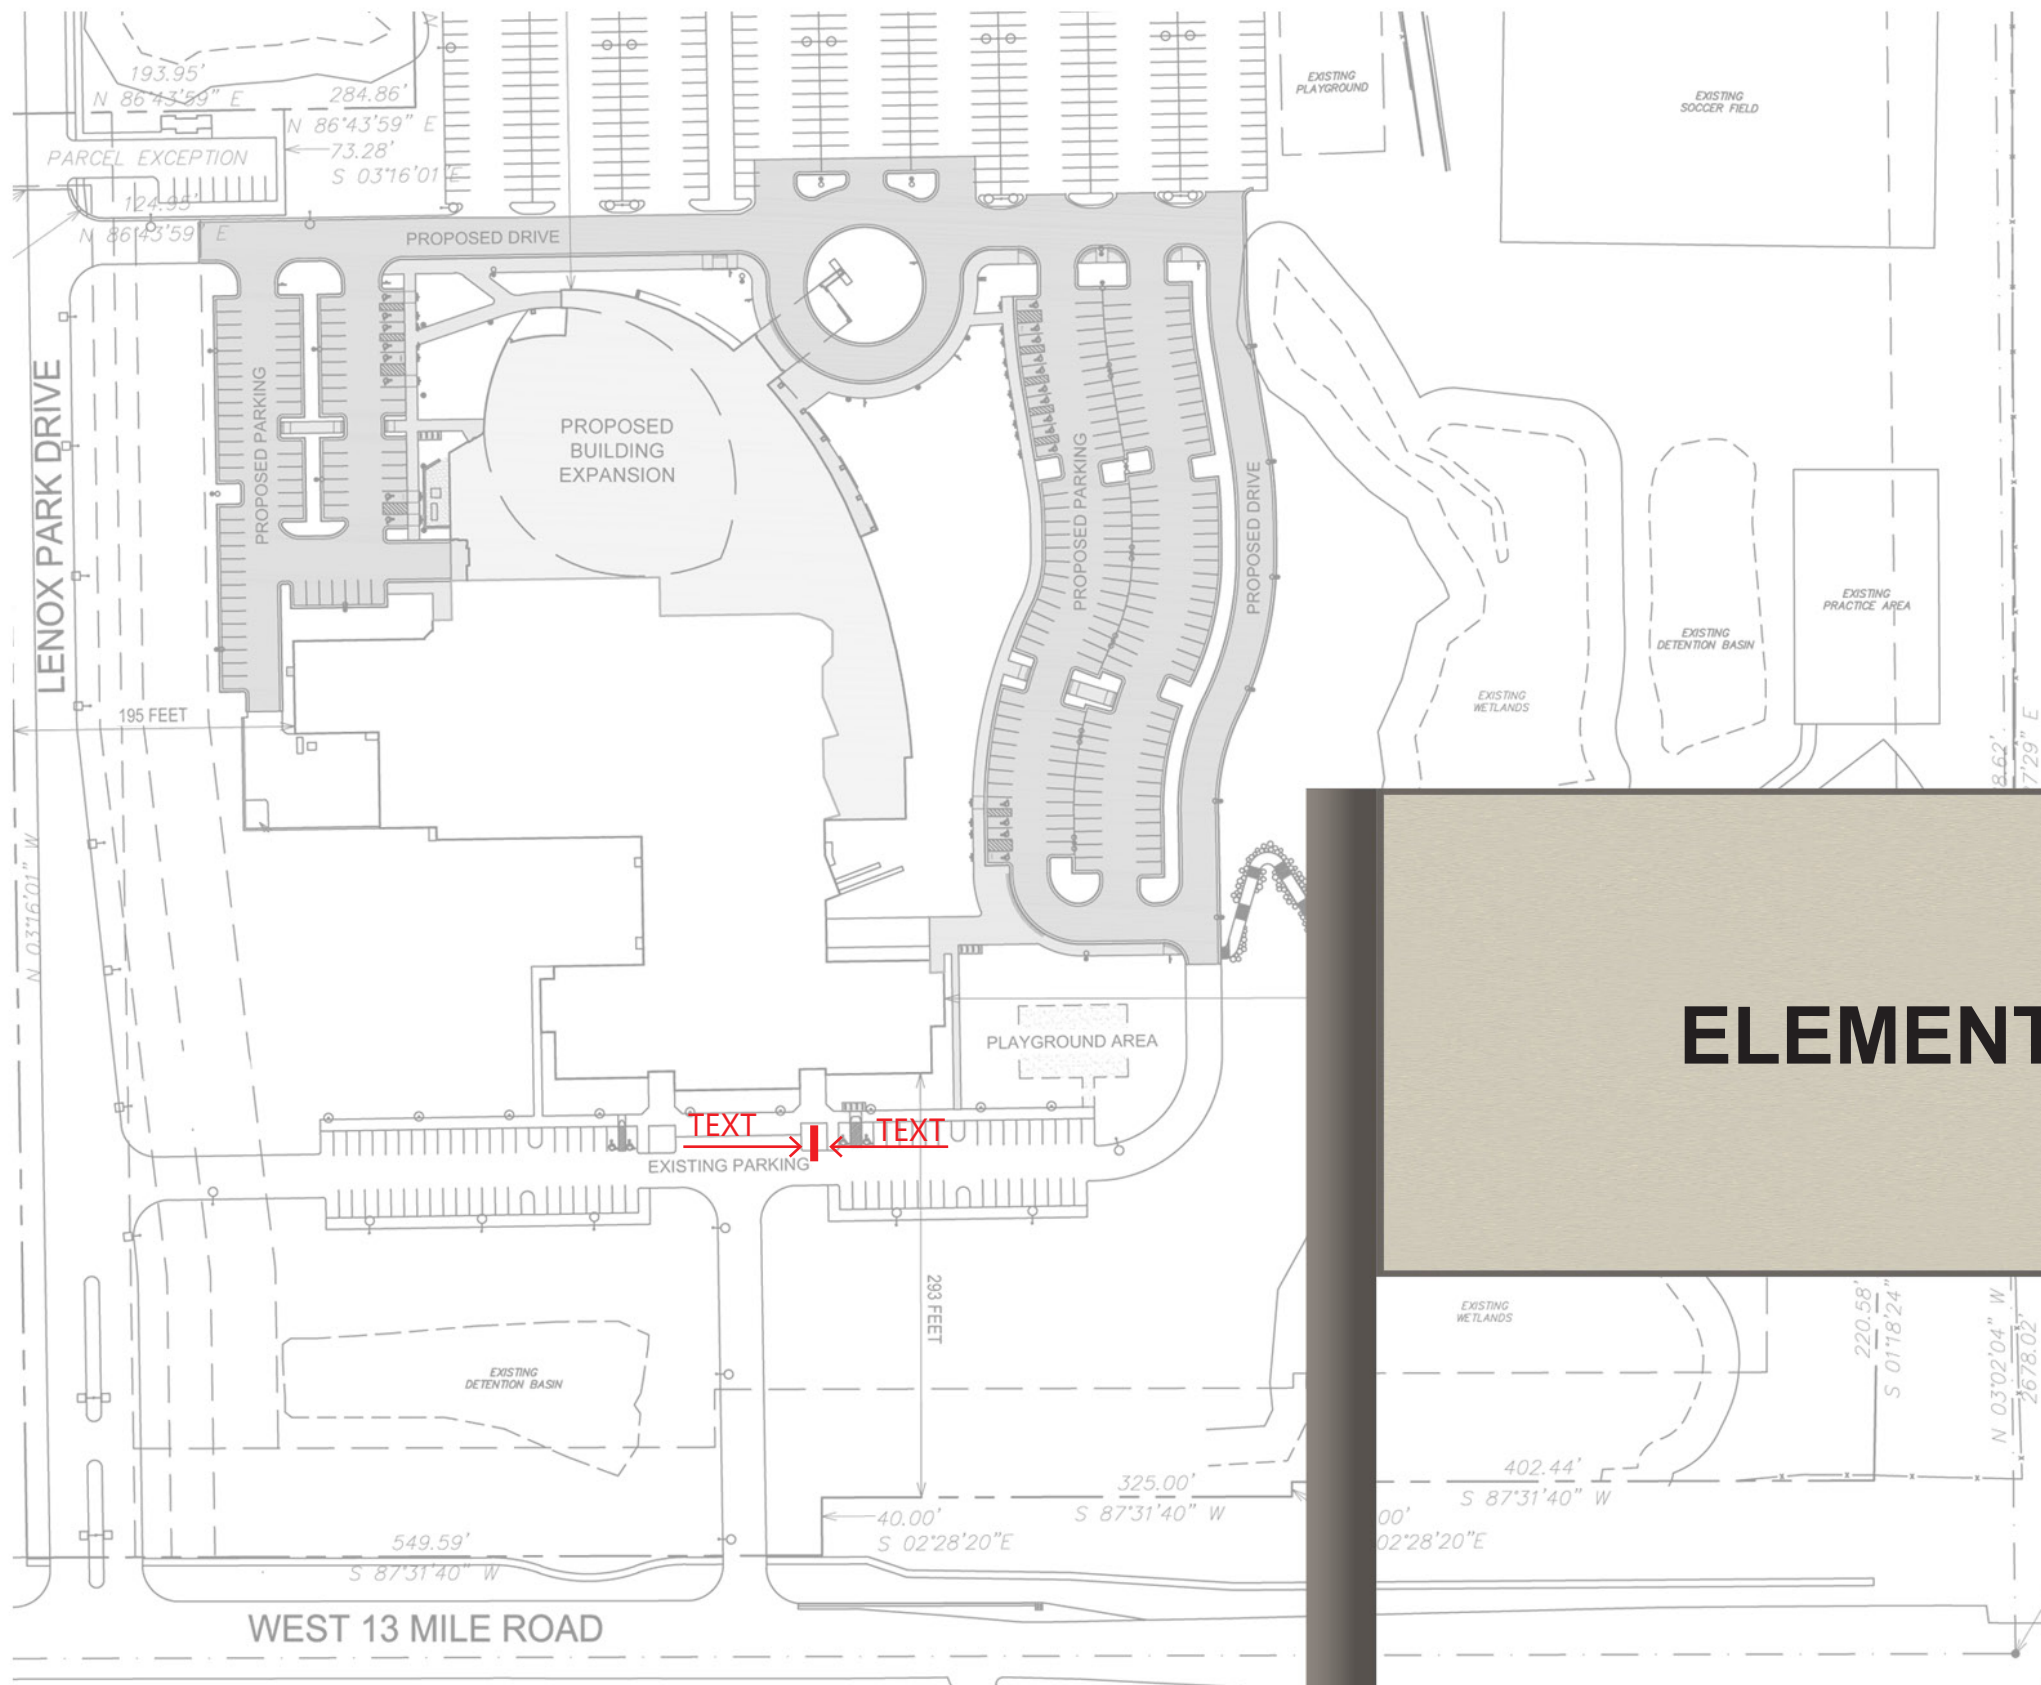 193.95'
N 86°43'59" E
284.86'
N 86°43'59" E
73.28'
S 03°16'01"E
PARCEL EXCEPTION
124.95'
N 86°43'59" E
EXISTING
PLAYGROUND
EXISTING
SOCCER FIELD
PROPOSED DRIVE
LENOX PARK DRIVE
PROPOSED PARKING
PROPOSED
BUILDING
EXPANSION
PROPOSED PARKING
PROPOSED DRIVE
EXISTING
PRACTICE AREA
EXISTING
DETENTION BASIN
EXISTING
WETLANDS
195 FEET
8.62'
7'29" E
N 03°16'01" W
ELEMENT
PLAYGROUND AREA
TEXT
TEXT
EXISTING PARKING
293 FEET
EXISTING
WETLANDS
220.58'
S 01°18'24"
N 03°02'04" W
2678.02'
EXISTING
DETENTION BASIN
325.00'
S 87°31'40" W
402.44'
S 87°31'40" W
40.00'
S 02°28'20"E
00'
02°28'20"E
549.59'
S 87°31'40" W
WEST 13 MILE ROAD